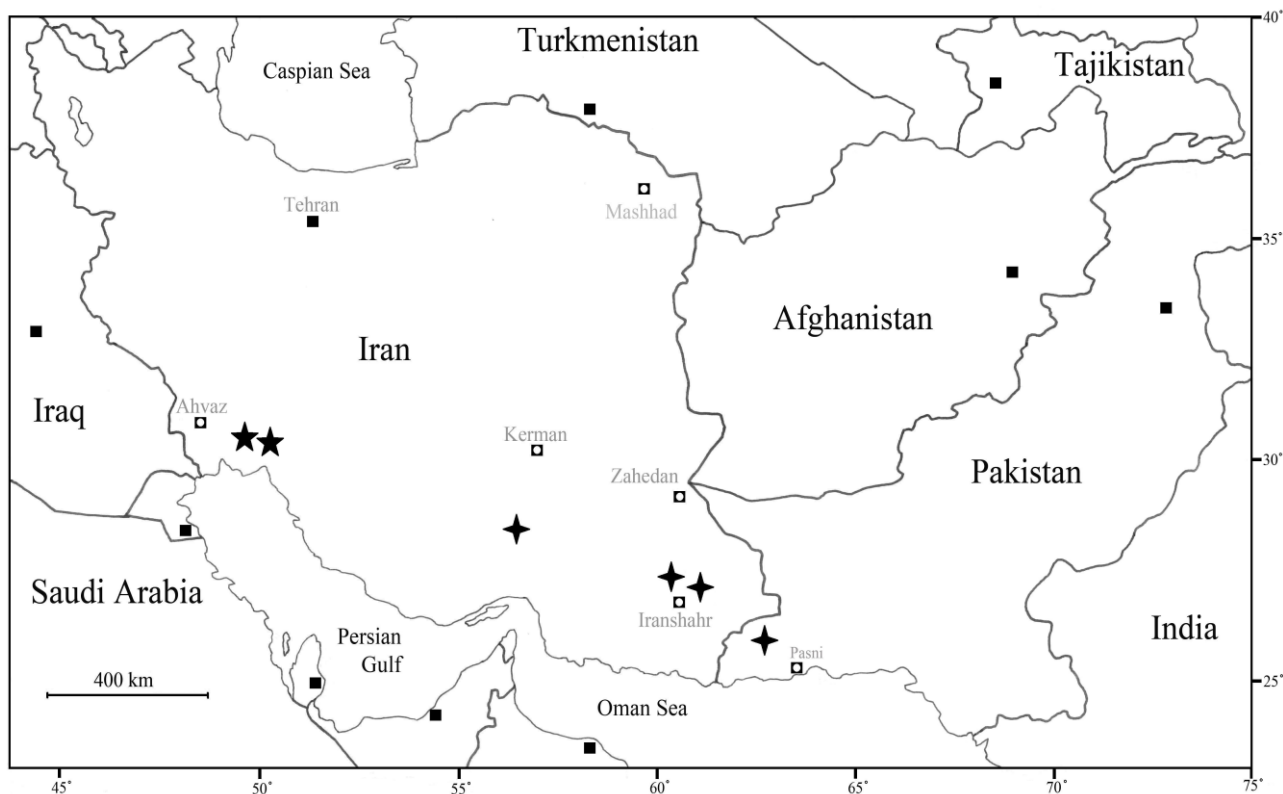 40°
Turkmenistan
Tajikistan
Caspian Sea
Tehran
Mashhad
35°
Afghanistan
Iran
Ahvaz
Iraq
Kerman
Zahedan
Pakistan
30°
Saudi Arabia
Iranshahr
India
Persian
Gulf
Pasni
25°
400 km
Oman Sea
45°
50°
55°
60°
65°
70°
75°